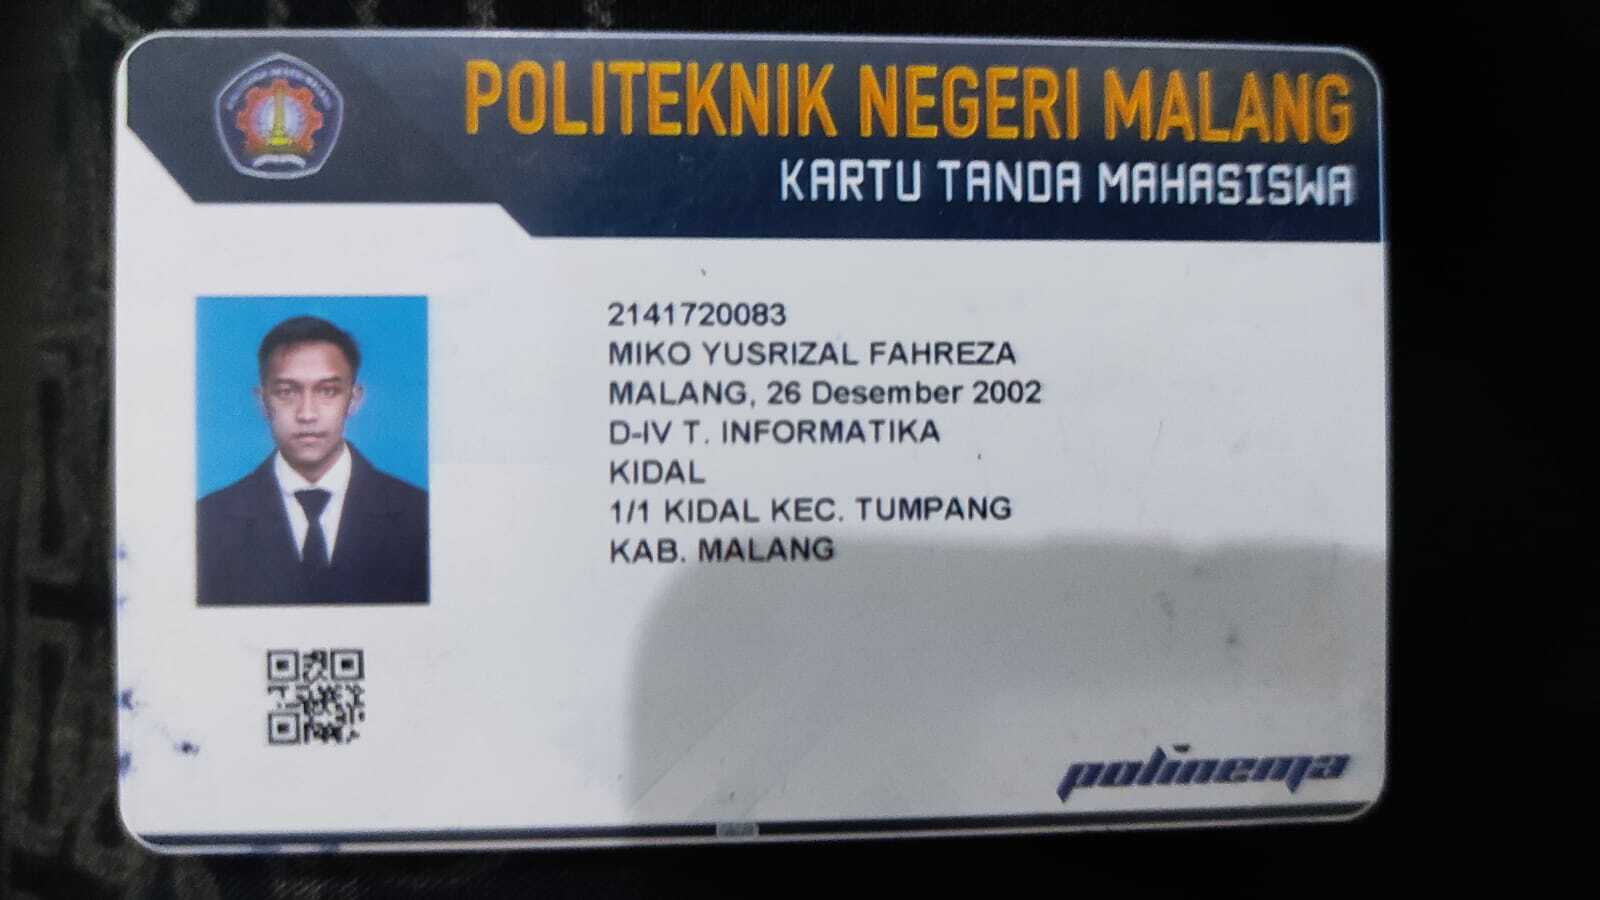 POLITEKNIK NEGERI MALANG
KARTU TANDA MAHASISWA
2141720083
MIKO YUSRIZAL FAHREZA
MALANG, 26 Desember 2002
D-IV T. INFORMATIKA
KIDAL
1/1 KIDAL KEC. TUMPANG
KAB. MALANG
polinema